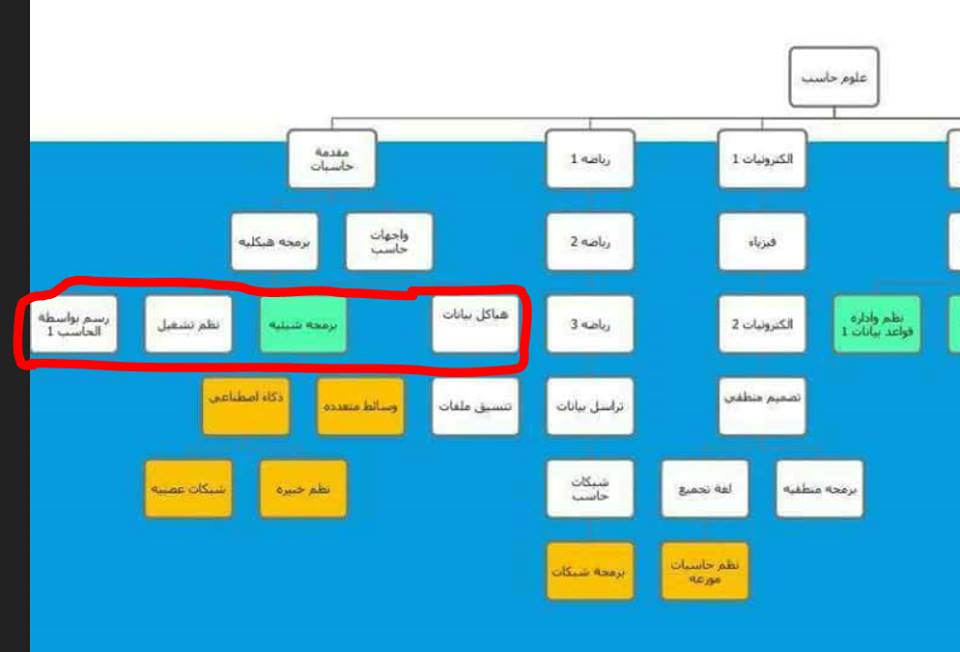 علوم حاسب
الكترونيات 1
رياضه 1
مقدمة
حاسبات
فيزياء
رياضه 2
واجهات
حاسب
برمجه هيكليه
نظم وإداره
قواعد بيانات 1
الكترونيات 2
رياضه 3
هياكل بيانات
برمجه شيئيه
نظم تشغيل
رسم بواسطة
الحاسب 1
تصميم منطقي
تراسل بيانات
تنسيق ملفات
وسائط متعدده
ذكاء اصطناعي
برمجه منطقيه
لغة تجميع
شبكات
حاسب
نظم خبيره
شبكات عصبيه
نظم حاسبات
موزعه
برمجة شبكات